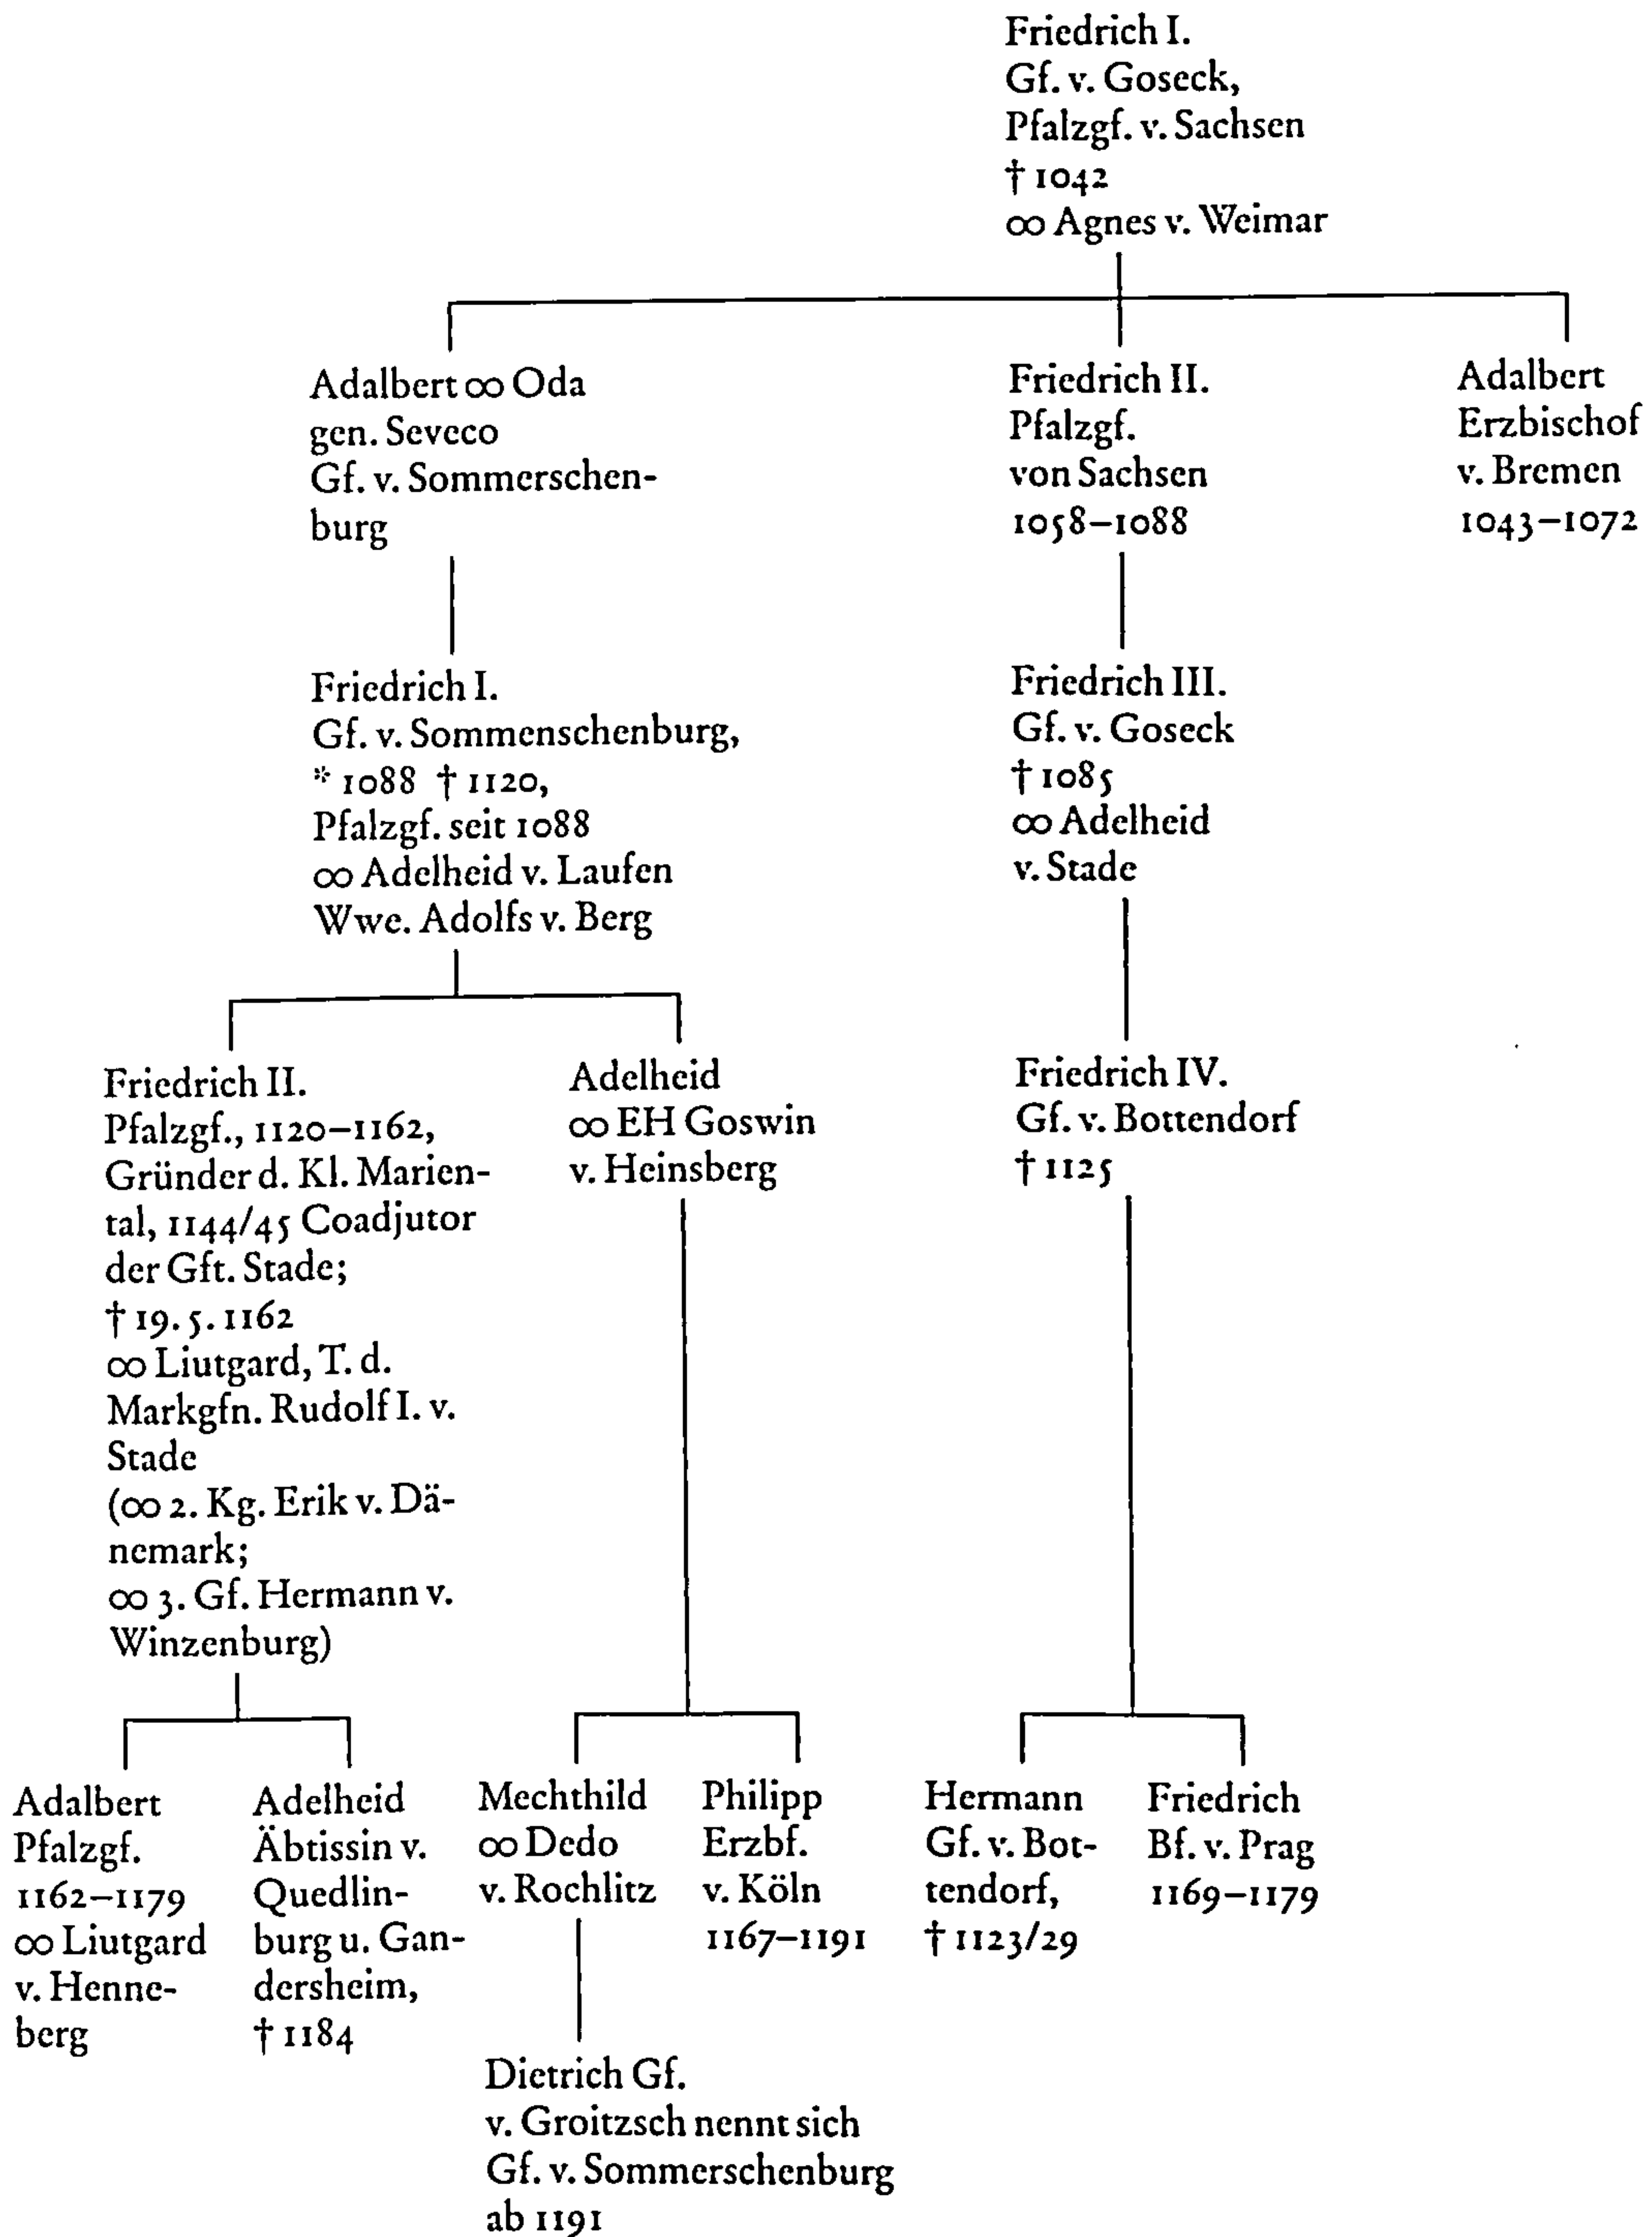 Friedrich I.
Gf. v. Goseck,
Pfalzgf. v. Sachsen
† 1042
∞ Agnes v. Weimar
Adalbert ∞ Oda
gen. Seveco
Gf. v. Sommerschen-
burg
Friedrich II.
Pfalzgf.
von Sachsen
1058–1088
Adalbert
Erzbischof
v. Bremen
1043–1072
Friedrich I.
Gf. v. Sommenschenburg,
* 1088 † 1120,
Pfalzgf. seit 1088
∞ Adelheid v. Laufen
Wwe. Adolfs v. Berg
Friedrich III.
Gf. v. Goseck
† 1085
∞ Adelheid
v. Stade
Friedrich II.
Pfalzgf., 1120–1162,
Gründer d. Kl. Marien-
tal, 1144/45 Coadjutor
der Gft. Stade;
† 19. 5. 1162
∞ Liutgard, T. d.
Markgfn. Rudolf I. v.
Stade
(∞ 2. Kg. Erik v. Dä-
nemark;
∞ 3. Gf. Hermann v.
Winzenburg)
Adelheid
∞ EH Goswin
v. Heinsberg
Friedrich IV.
Gf. v. Bottendorf
† 1125
Adalbert
Pfalzgf.
1162–1179
∞ Liutgard
v. Henne-
berg
Adelheid
Äbtissin v.
Quedlin-
burg u. Gan-
dersheim,
† 1184
Mechthild
∞ Dedo
v. Rochlitz
Philipp
Erzbf.
v. Köln
1167–1191
Hermann
Gf. v. Bot-
tendorf,
† 1123/29
Friedrich
Bf. v. Prag
1169–1179
Dietrich Gf.
v. Groitzsch nennt sich
Gf. v. Sommerschenburg
ab 1191